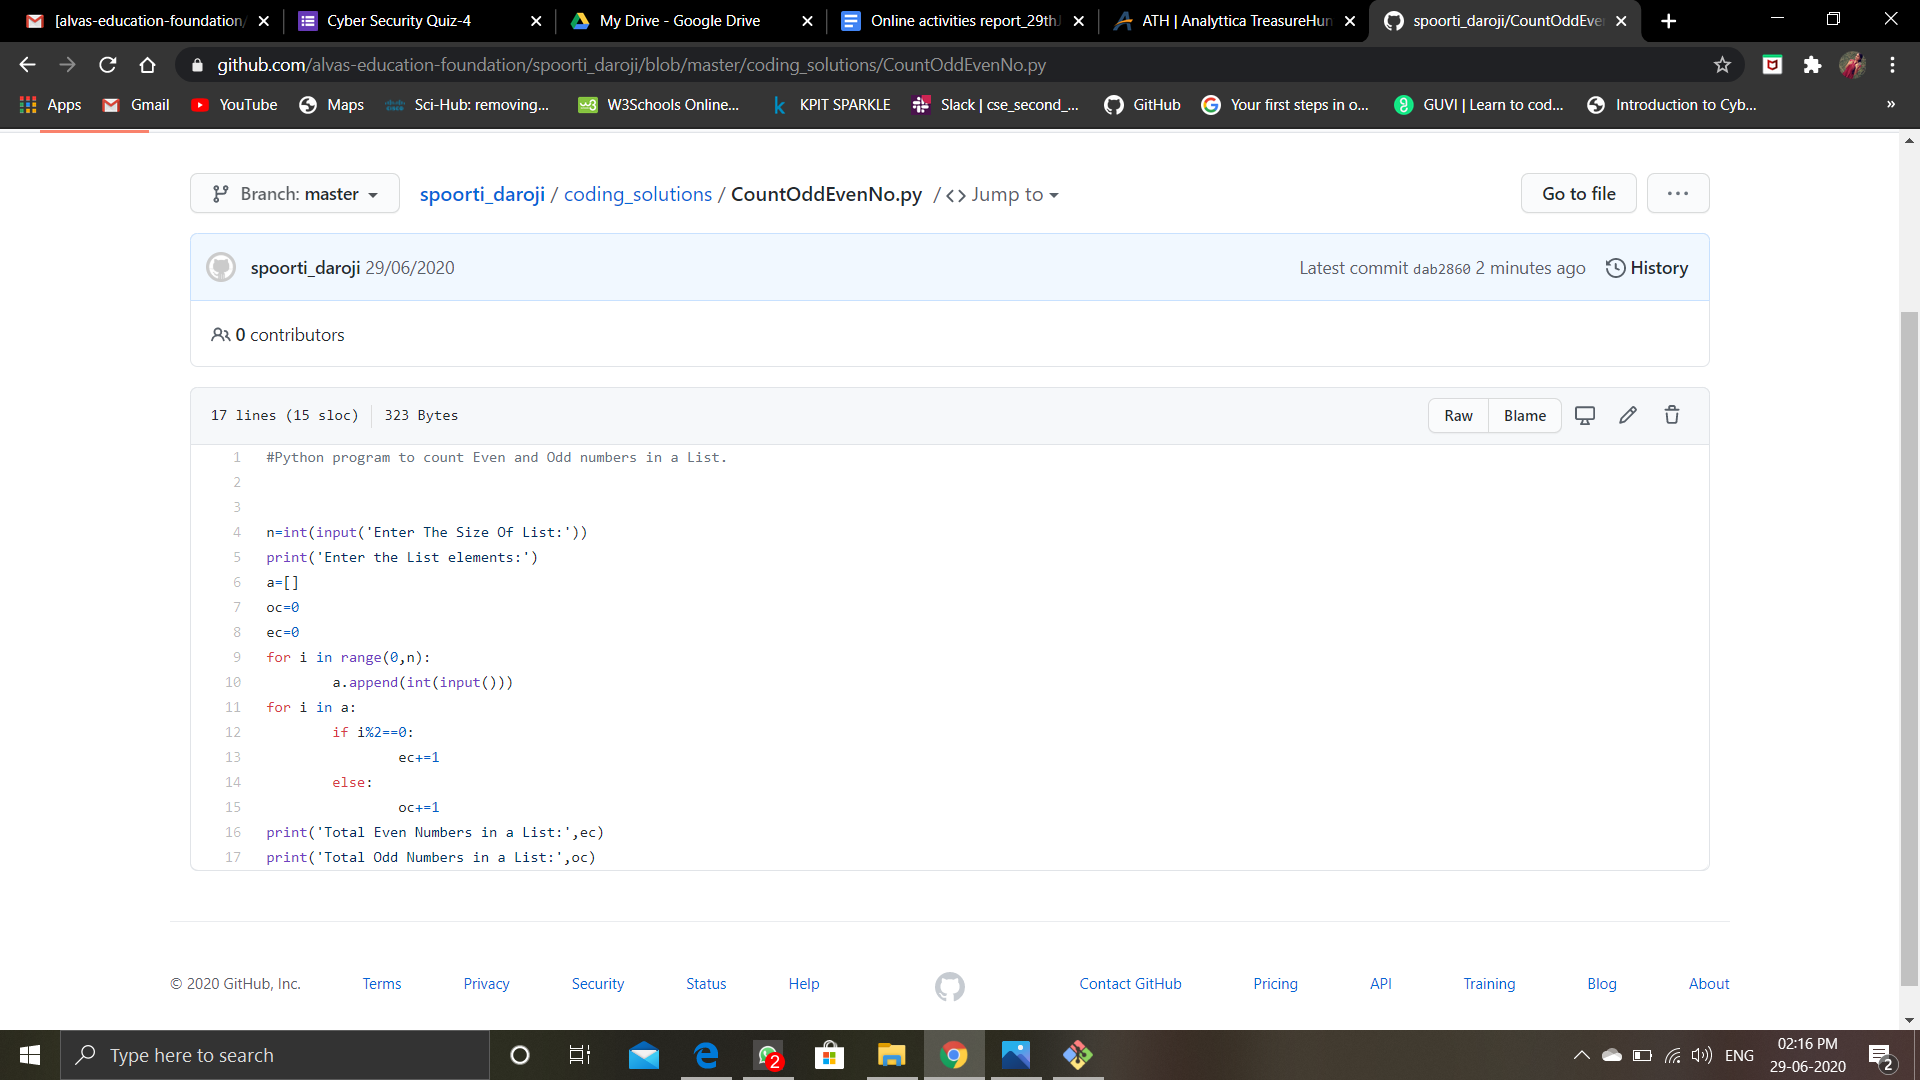 [alvas-education-foundation/
Cyber Security Quiz-4
My Drive - Google Drive
Online activities report_29th
ATH | Analyttica TreasureHun
spoorti_daroji/CountOddEve
github.com/alvas-education-foundation/spoorti_daroji/blob/master/coding_solutions/CountOddEvenNo.py
Apps
Gmail
YouTube
Maps
Sci-Hub: removing...
W3Schools Online...
KPIT SPARKLE
Slack | cse_second_...
GitHub
Your first steps in o...
GUVI | Learn to cod...
Introduction to Cyb...
»
Branch: master
spoorti_daroji / coding_solutions / CountOddEvenNo.py / <> Jump to
Go to file
...
spoorti_daroji 29/06/2020
Latest commit dab2860 2 minutes ago
History
0 contributors
17 lines (15 sloc) 323 Bytes
Raw
Blame
1 #Python program to count Even and Odd numbers in a List.
2
3
4 n=int(input('Enter The Size Of List:'))
5 print('Enter the List elements:')
6 a=[]
7 oc=0
8 ec=0
9 for i in range(0,n):
10 a.append(int(input()))
11 for i in a:
12 if i%2==0:
13 ec+=1
14 else:
15 oc+=1
16 print('Total Even Numbers in a List:',ec)
17 print('Total Odd Numbers in a List:',oc)
© 2020 GitHub, Inc.
Terms
Privacy
Security
Status
Help
Contact GitHub
Pricing
API
Training
Blog
About
Type here to search
2
ENG
02:16 PM
29-06-2020
2